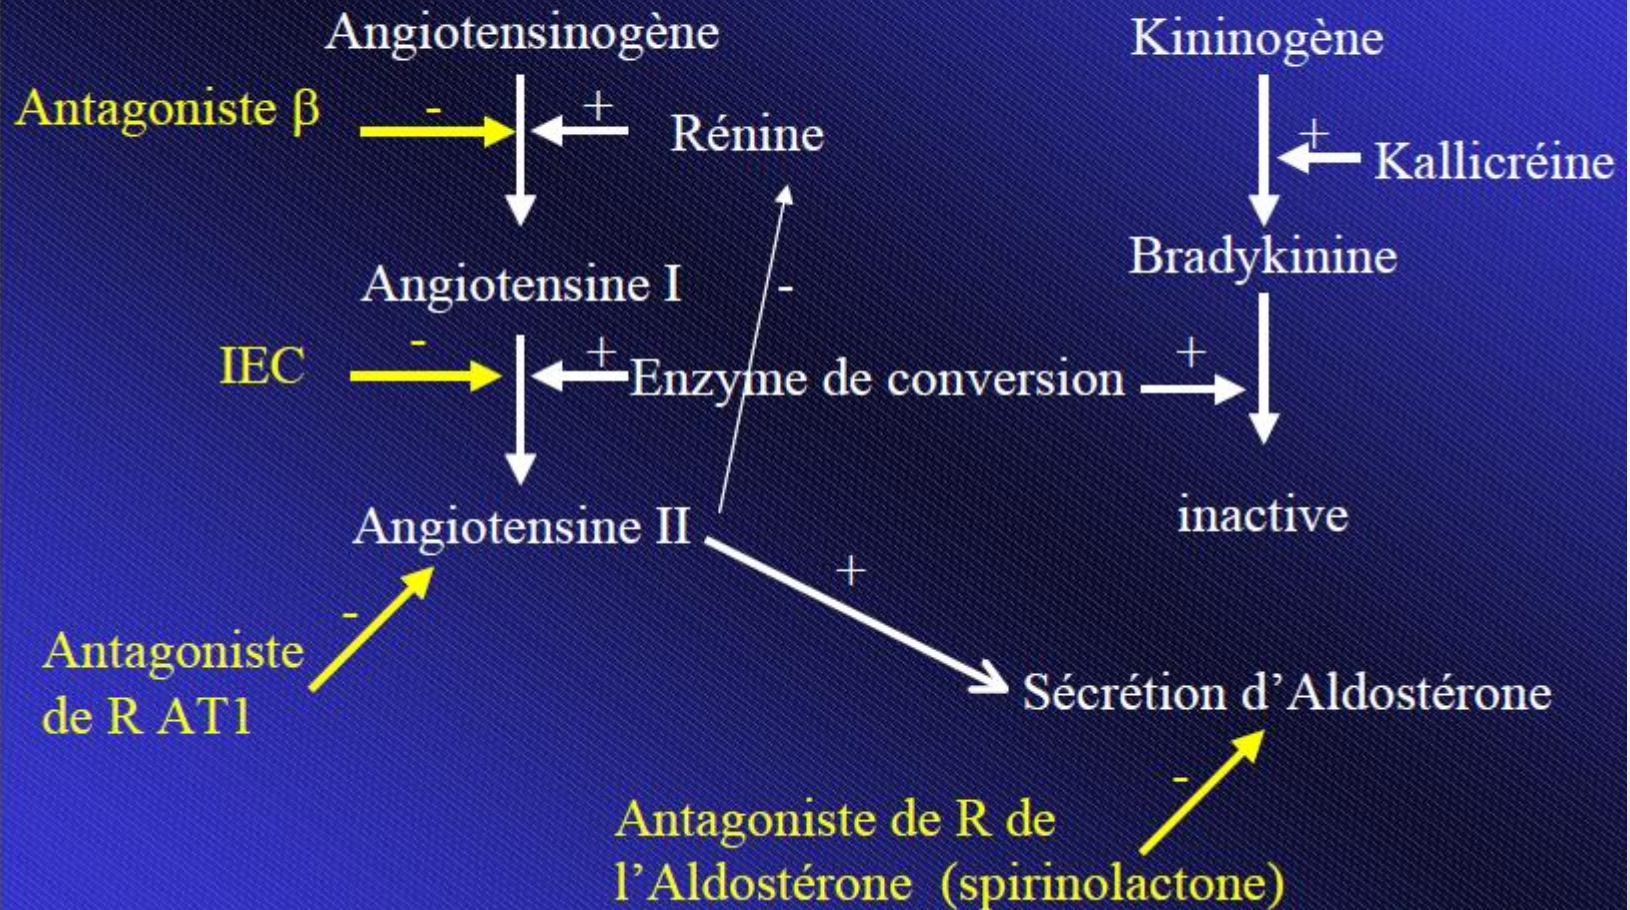 Angiotensinogène
Kininogène
Antagoniste β
-
+
Rénine
+
Kallicréine
Bradykinine
Angiotensine I
-
IEC
-
+
Enzyme de conversion
+
Angiotensine II
inactive
+
-
Antagoniste
de R AT1
Sécrétion d’Aldostérone
-
Antagoniste de R de
l’Aldostérone (spirinolactone)